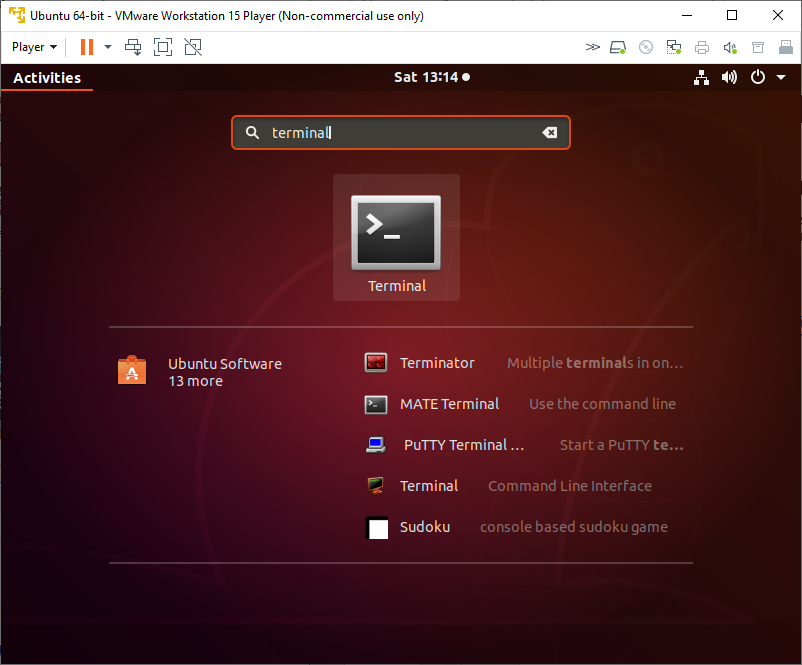 Ubuntu 64-bit - VMware Workstation 15 Player (Non-commercial use only)
Player
Activities
Sat 13:14
terminal
Terminal
Ubuntu Software
13 more
Terminator Multiple terminals in on…
MATE Terminal Use the command line
PuTTY Terminal … Start a PuTTY te…
Terminal Command Line Interface
Sudoku console based sudoku game